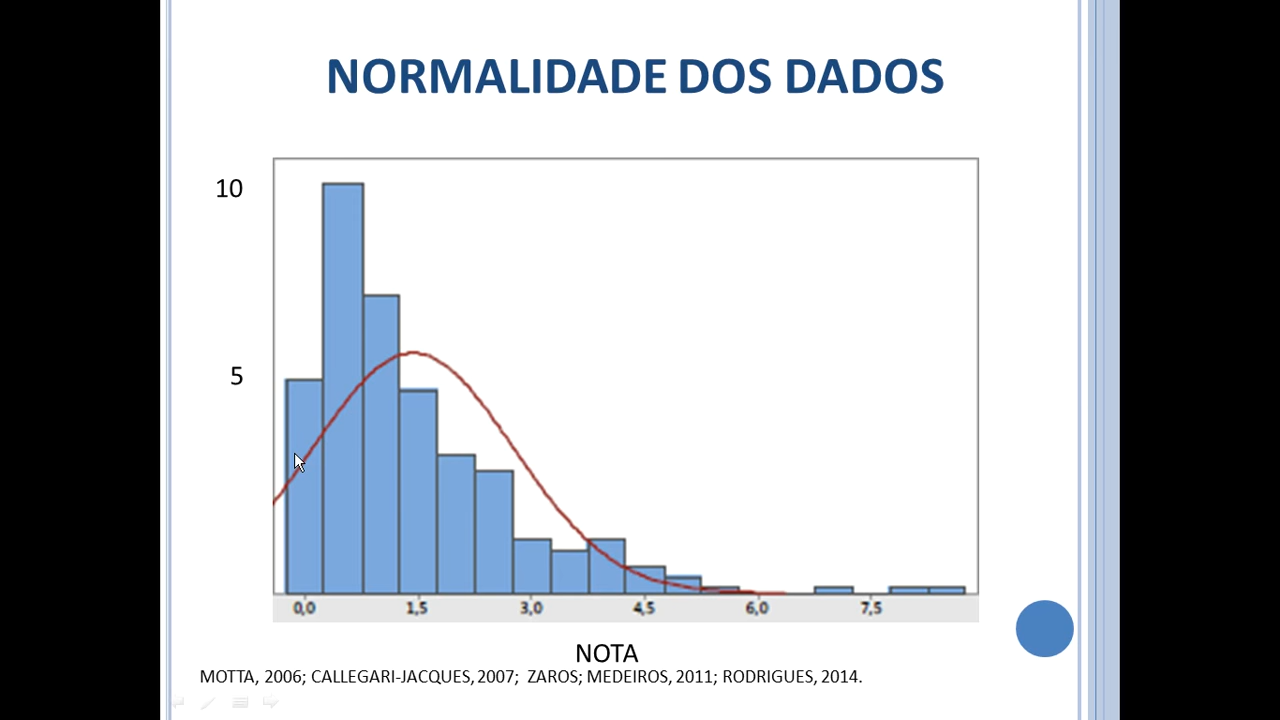 NORMALIDADE DOS DADOS
10
5
0,0 1,5 3,0 4,5 6,0 7,5
NOTA
MOTTA, 2006; CALLEGARI-JACQUES, 2007; ZAROS; MEDEIROS, 2011; RODRIGUES, 2014.